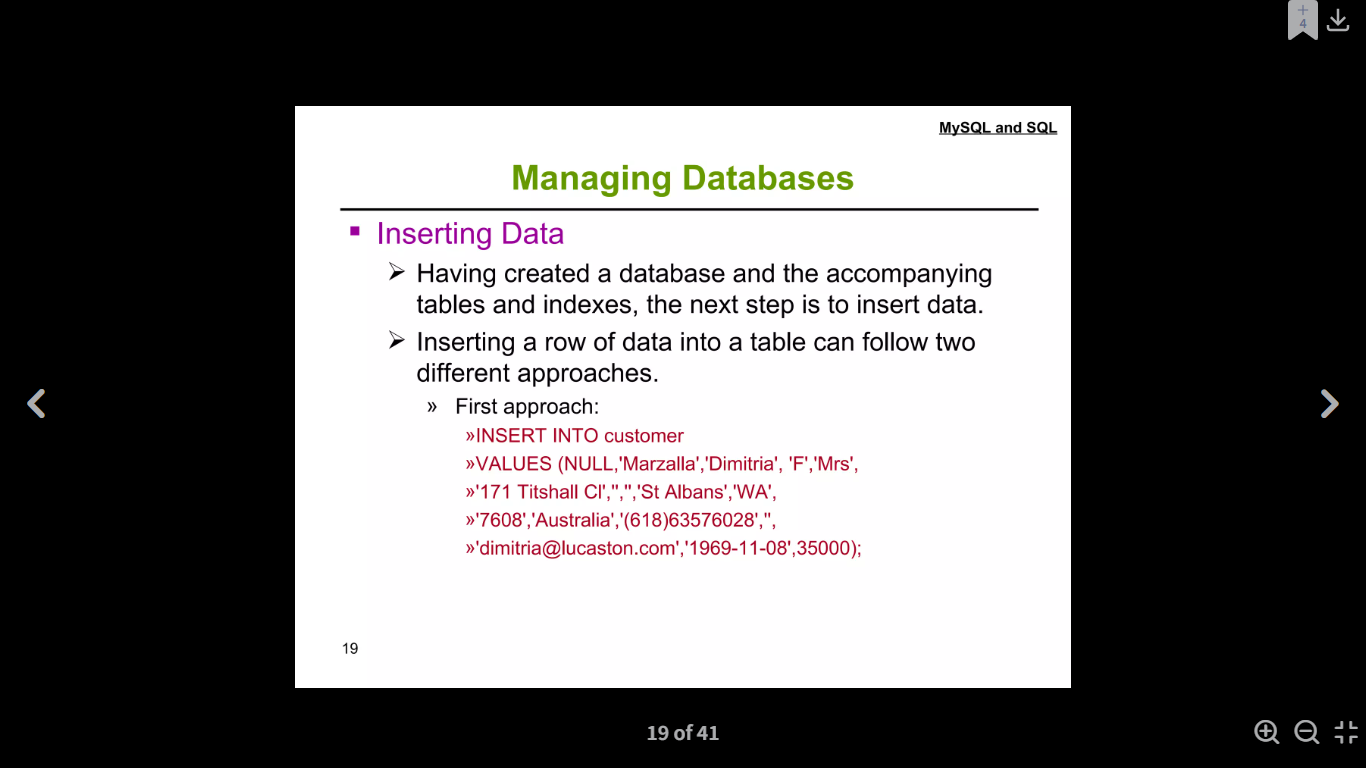 +
4
MySQL and SQL
Managing Databases
▪ Inserting Data
➢ Having created a database and the accompanying
tables and indexes, the next step is to insert data.
➢ Inserting a row of data into a table can follow two
different approaches.
» First approach:
»INSERT INTO customer
»VALUES (NULL,'Marzalla','Dimitria', 'F','Mrs',
»'171 Titshall Cl','','','St Albans','WA',
»'7608','Australia','(618)63576028','',
»'dimitria@lucaston.com','1969-11-08',35000);
19
19 of 41